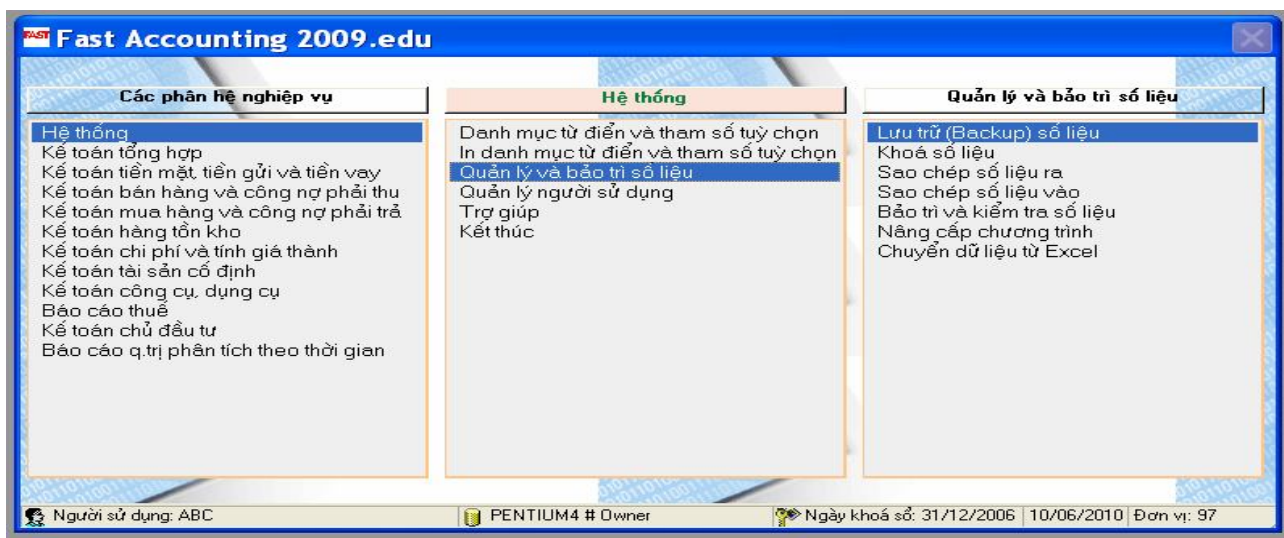 FAST Fast Accounting 2009.edu
Các phân hệ nghiệp vụ
Hệ thống
Kế toán tổng hợp
Kế toán tiền mặt, tiền gửi và tiền vay
Kế toán bán hàng và công nợ phải thu
Kế toán mua hàng và công nợ phải trả
Kế toán hàng tồn kho
Kế toán chi phí và tính giá thành
Kế toán tài sản cố định
Kế toán công cụ, dụng cụ
Báo cáo thuế
Kế toán chủ đầu tư
Báo cáo q.trị phân tích theo thời gian
Hệ thống
Danh mục từ điển và tham số tuỳ chọn
In danh mục từ điển và tham số tuỳ chọn
Quản lý và bảo trì số liệu
Quản lý người sử dụng
Trợ giúp
Kết thúc
Quản lý và bảo trì số liệu
Lưu trữ (Backup) số liệu
Khoá số liệu
Sao chép số liệu ra
Sao chép số liệu vào
Bảo trì và kiểm tra số liệu
Nâng cấp chương trình
Chuyển dữ liệu từ Excel
Người sử dụng: ABC
PENTIUM4 # Owner
Ngày khoá sổ: 31/12/2006 10/06/2010 Đơn vị: 97